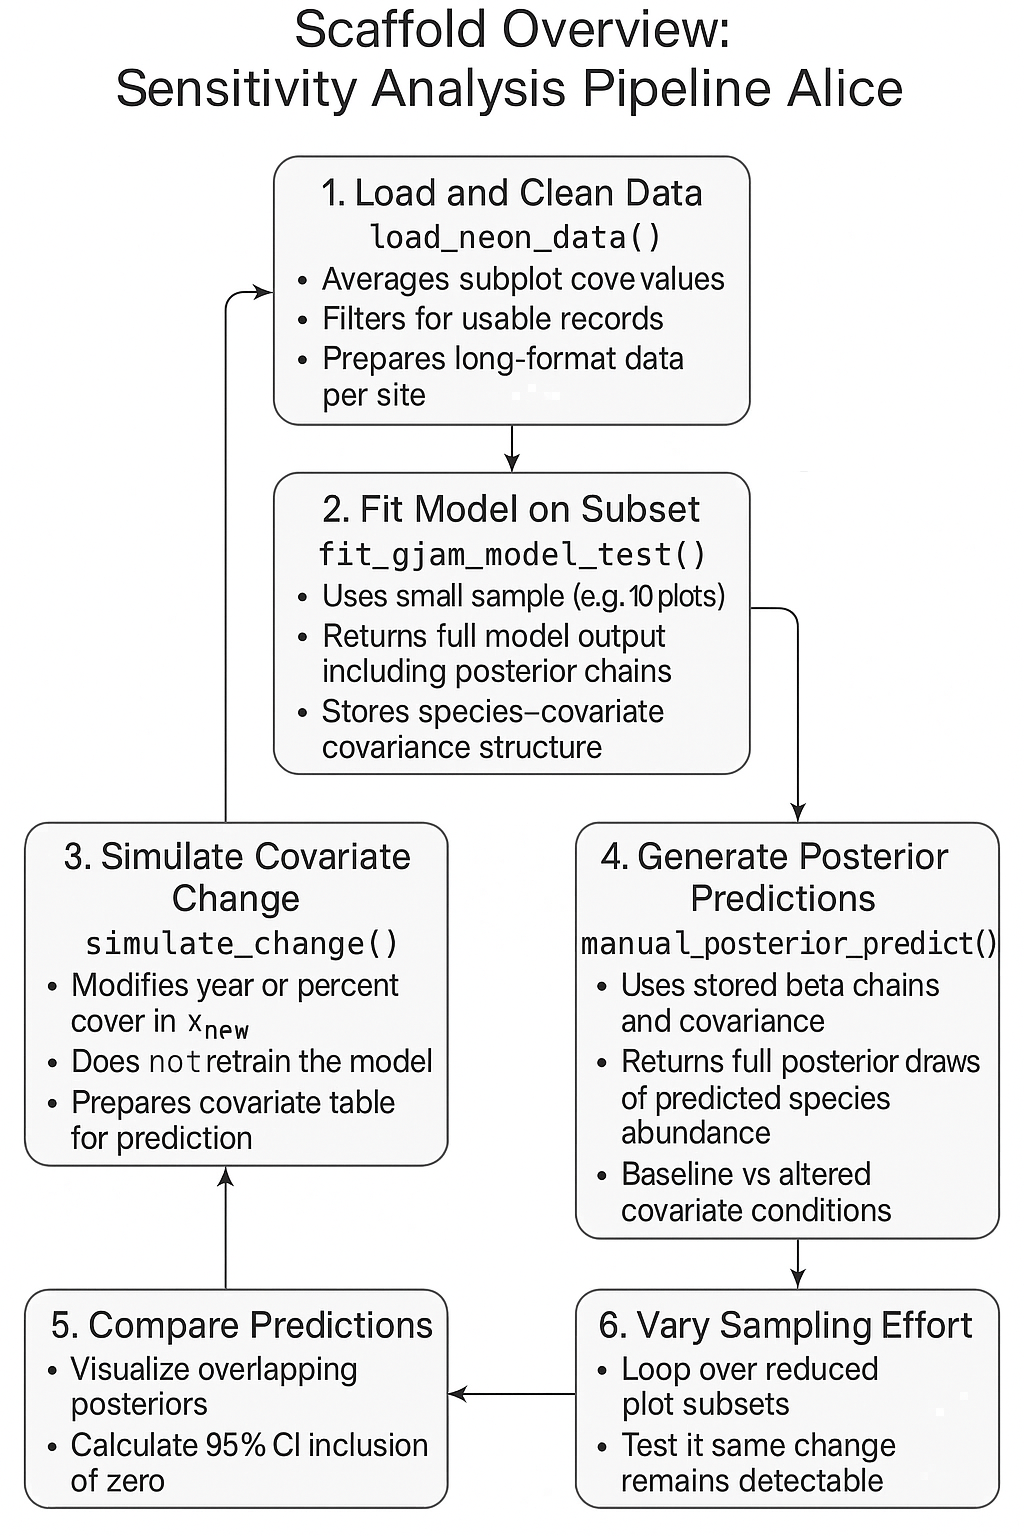 Scaffold Overview:
Sensitivity Analysis Pipeline Alice
1. Load and Clean Data
load_neon_data()
• Averages subplot cove values
• Filters for usable records
• Prepares long-format data
per site
2. Fit Model on Subset
fit_gjam_model_test()
• Uses small sample (e.g. 10 plots)
• Returns full model output
including posterior chains
• Stores species–covariate
covariance structure
3. Simulate Covariate
Change
simulate_change()
• Modifies year or percent
cover in xnew
• Does not retrain the model
• Prepares covariate table
for prediction
4. Generate Posterior
Predictions
manual_posterior_predict()
• Uses stored beta chains
and covariance
• Returns full posterior draws
of predicted species
abundance
• Baseline vs altered
covariate conditions
5. Compare Predictions
• Visualize overlapping
posteriors
• Calculate 95% CI inclusion
of zero
6. Vary Sampling Effort
• Loop over reduced
plot subsets
• Test it same change
remains detectable